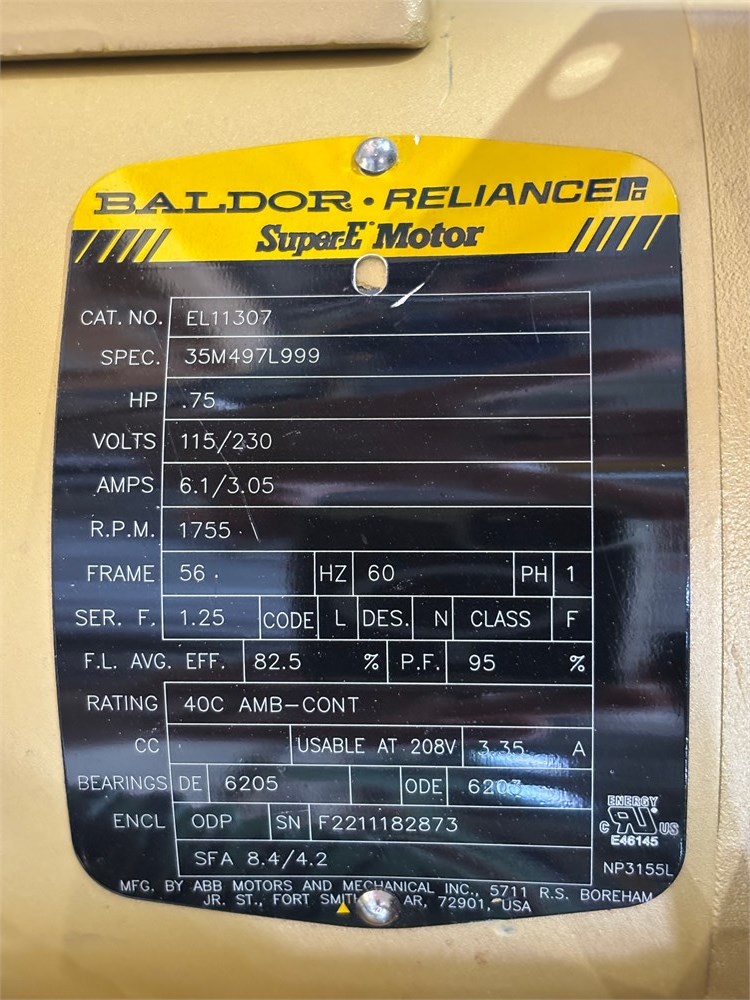 BALDOR • RELIANCE
Super-E Motor
CAT. NO. EL11307
SPEC. 35M497L999
HP .75
VOLTS 115/230
AMPS 6.1/3.05
R.P.M. 1755
FRAME 56 HZ 60 PH 1
SER. F. 1.25 CODE L DES. N CLASS F
F.L. AVG. EFF. 82.5 % P.F. 95 %
RATING 40C AMB-CONT
CC USABLE AT 208V 3.35 A
BEARINGS DE 6205 ODE 6203
ENCL ODP SN F2211182873
SFA 8.4/4.2
ENERGY
C RU US
E46145
NP3155L
MFG. BY ABB MOTORS AND MECHANICAL INC., 5711 R.S. BOREHAM
JR. ST., FORT SMITH AR, 72901, USA